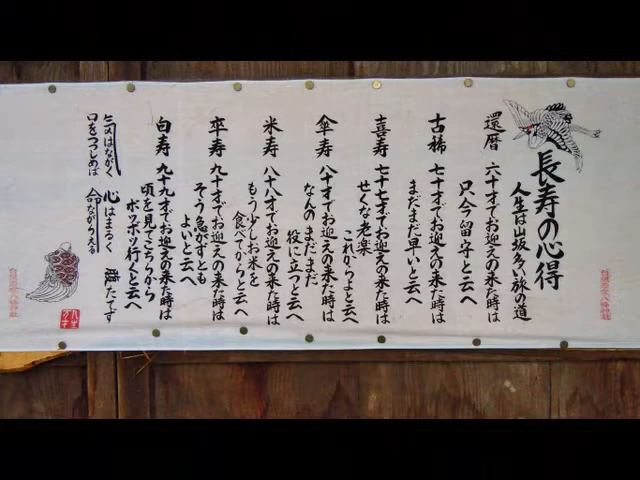 長寿の心得
人生は山坂多い旅の道
還暦 六十才でお迎えの来た時は
只今留守と云へ
古稀 七十才でお迎えの来た時は
まだまだ早いと云へ
喜寿 七十七才でお迎えの来た時は
せくな老楽
これからよと云へ
傘寿 八十才でお迎えの来た時は
なんのまだまだ
役に立つと云へ
米寿 八十八才でお迎えの来た時は
もう少しお米を
食べてからと云へ
卒寿 九十才でお迎えの来た時は
そう急がずとも
よいと云へ
白寿 九十九才でお迎えの来た時は
頃を見てこちらから
ボツボツ行くと云へ
気はながく 心はまるく 腹たてず
口をつつしめば 命ながらえる